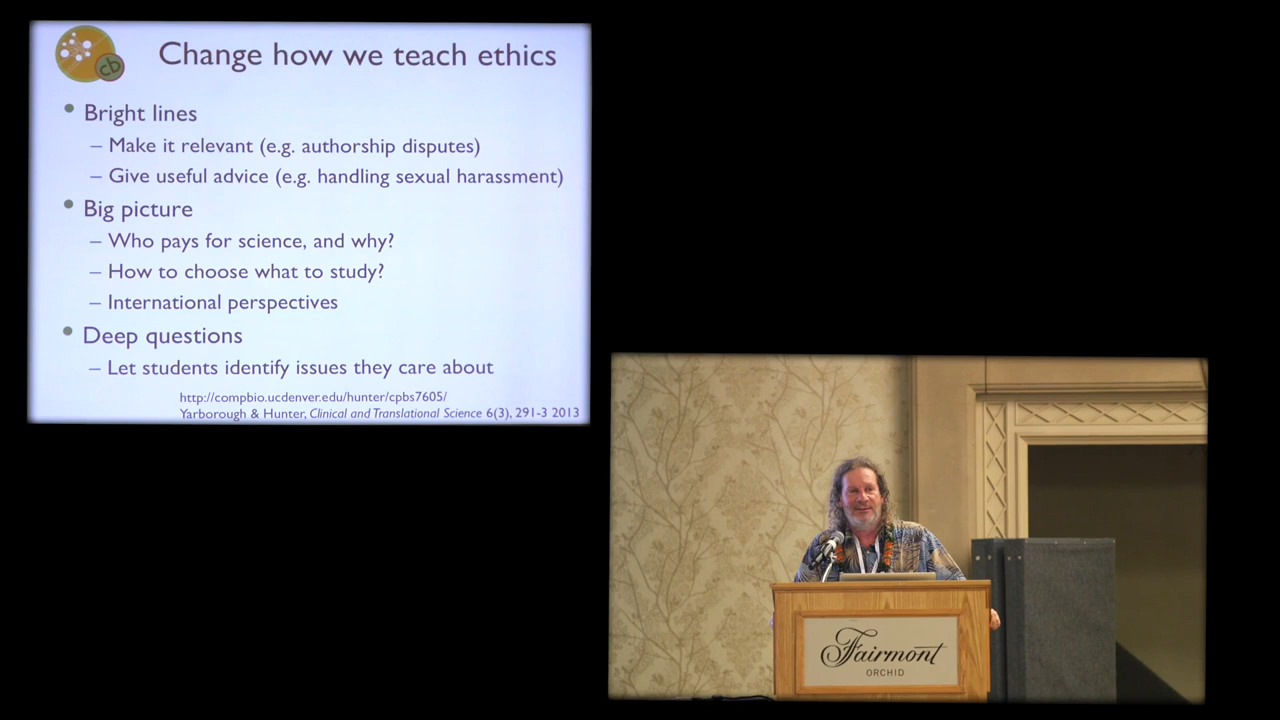 cb
Change how we teach ethics
• Bright lines
– Make it relevant (e.g. authorship disputes)
– Give useful advice (e.g. handling sexual harassment)
• Big picture
– Who pays for science, and why?
– How to choose what to study?
– International perspectives
• Deep questions
– Let students identify issues they care about
http://compbio.ucdenver.edu/hunter/cpbs7605/
Yarborough & Hunter, Clinical and Translational Science 6(3), 291-3 2013
Fairmont
ORCHID